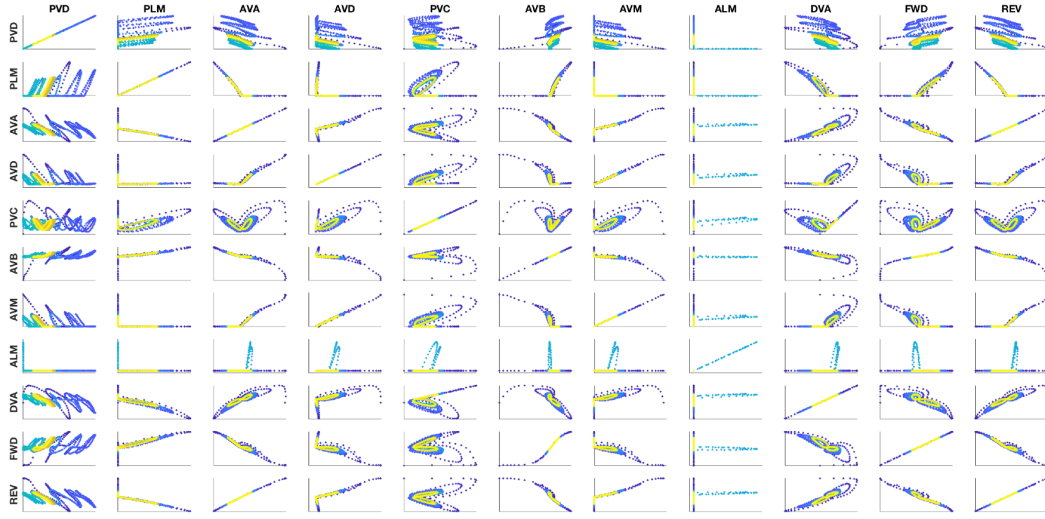 PVD PLM AVA AVD PVC AVB AVM ALM DVA FWD REV
PVD
PLM
AVA
AVD
PVC
AVB
AVM
ALM
DVA
FWD
REV